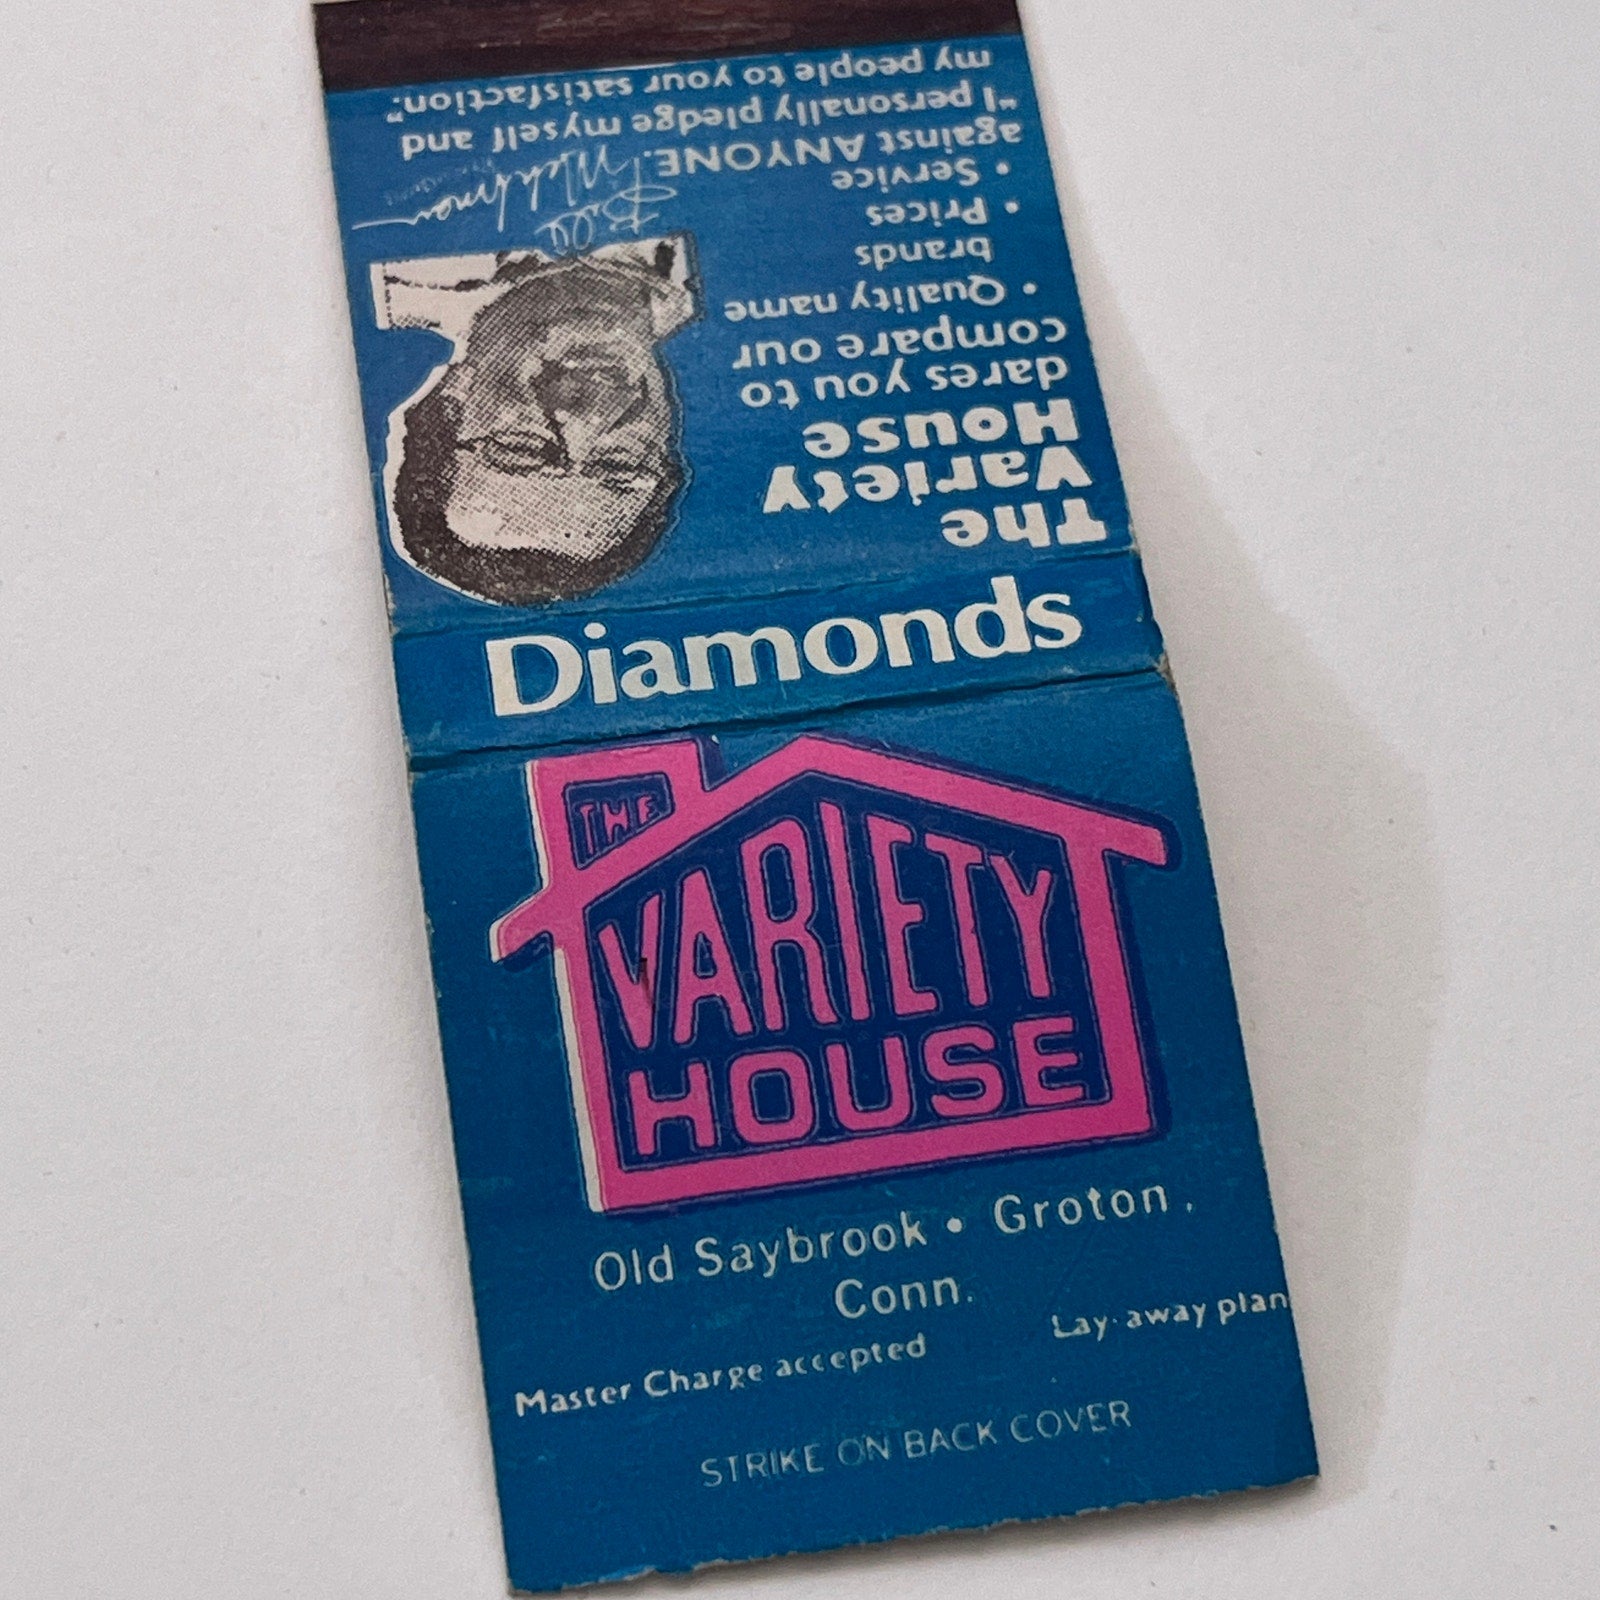 The
Variety
House
dares you to
compare our
• Quality name
brands
• Prices
• Service
against ANYONE.
"I personally pledge myself and
my people to your satisfaction."
Bill
Diamonds
THE
VARIETY
HOUSE
Old Saybrook • Groton,
Conn.
Master Charge accepted
Lay-away plan
STRIKE ON BACK COVER